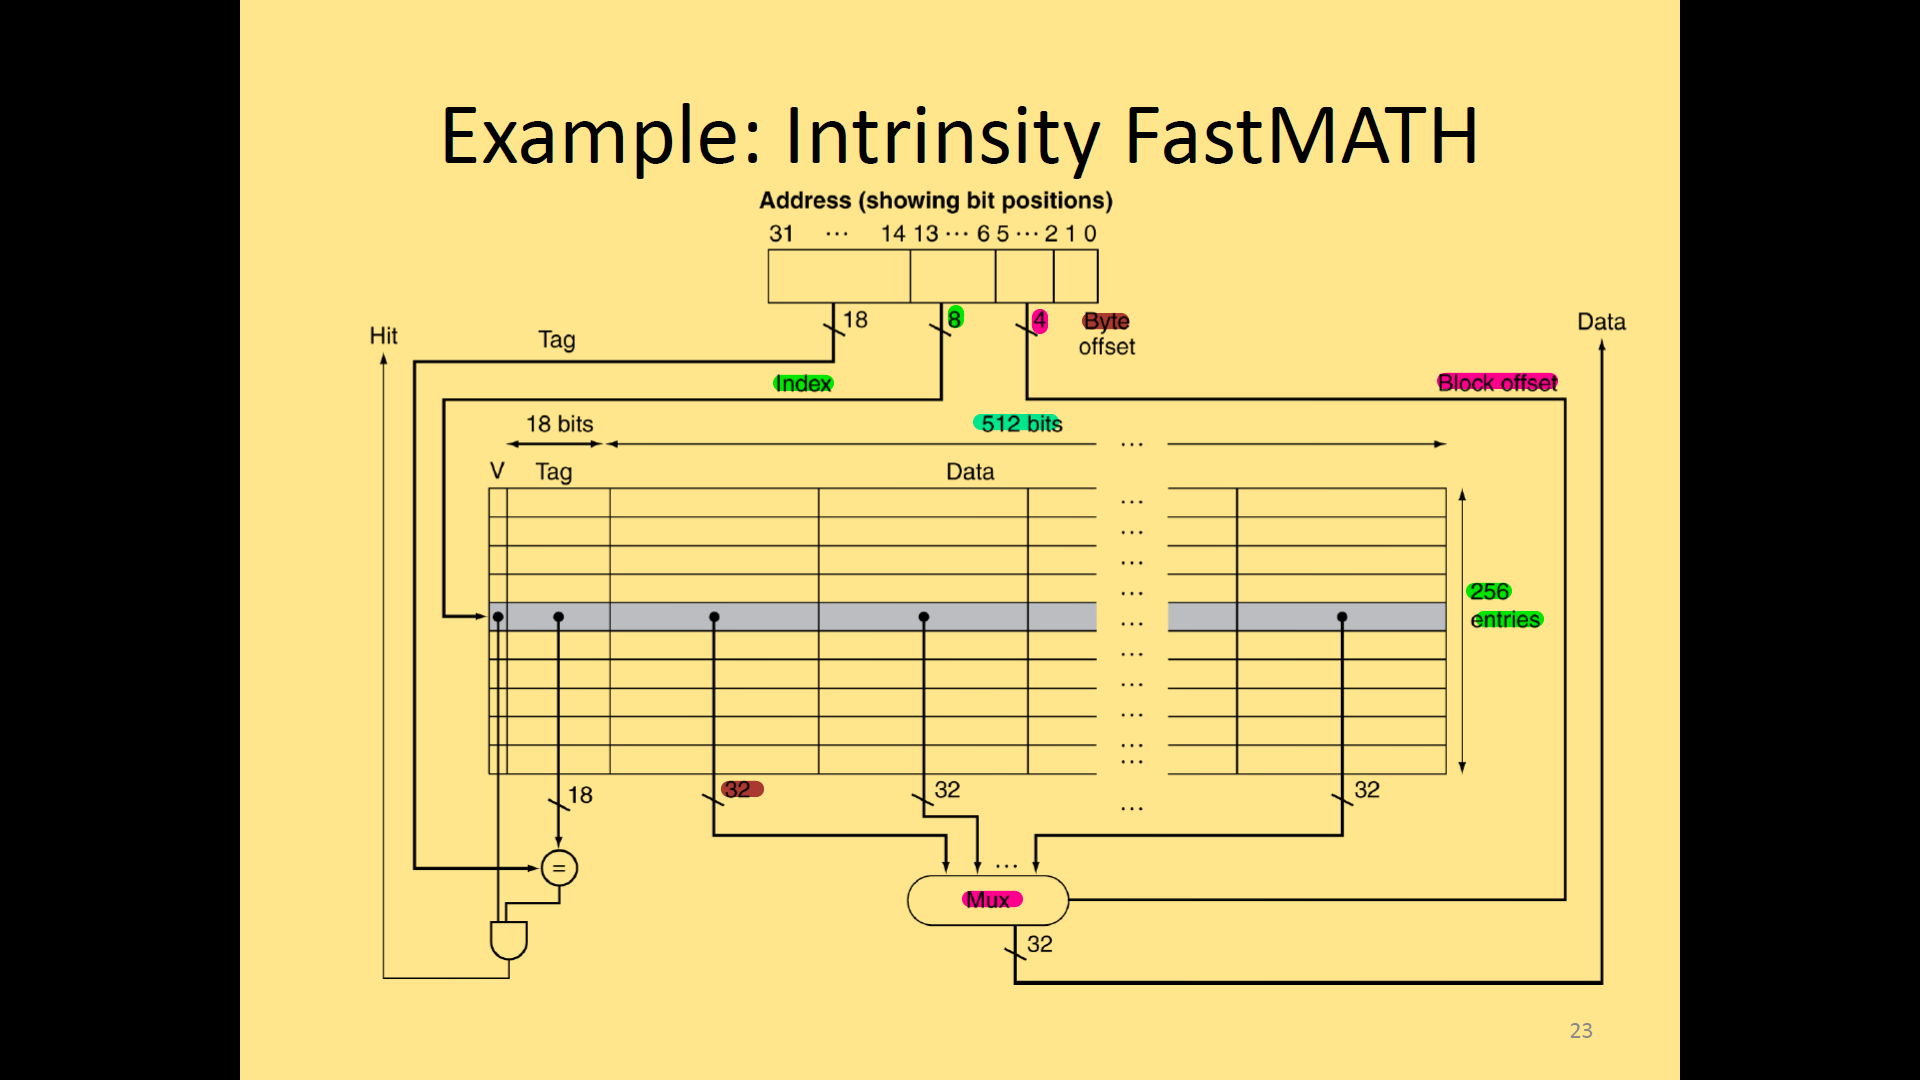 Example: Intrinsity FastMATH
Address (showing bit positions)
31 ··· 14 13 ··· 6 5 ··· 2 1 0
18 8 4 Byte
offset
Hit
Tag
Data
Index
Block offset
18 bits
512 bits
V Tag Data
···
···
···
···
···
···
···
···
···
···
···
256
entries
18 32 32 ··· 32
= ···
Mux
32
23